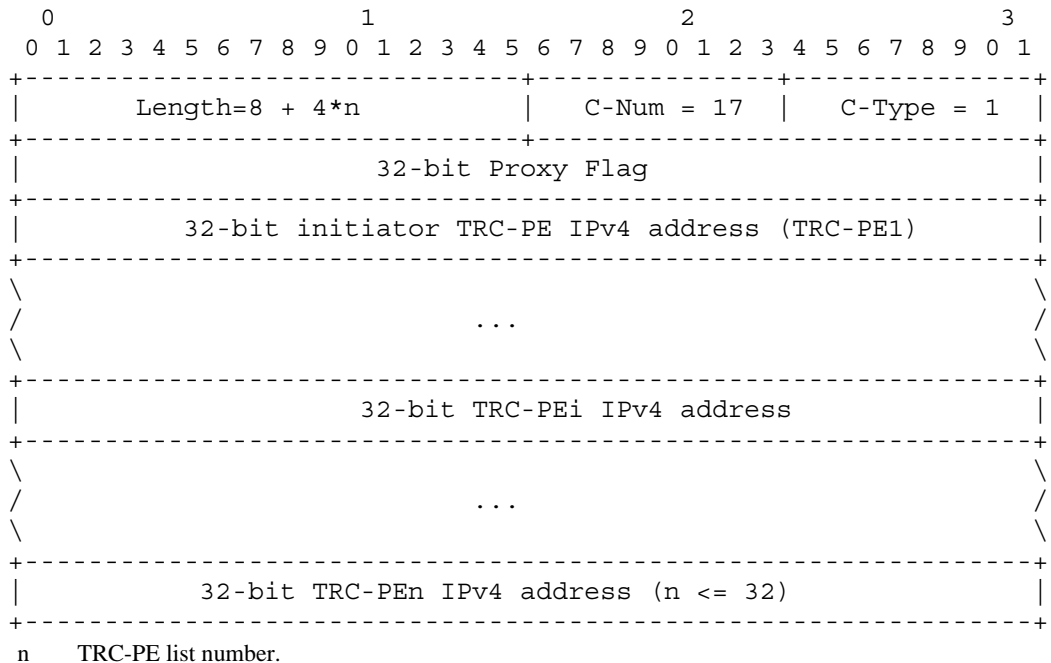 0                   1                   2                   3
0 1 2 3 4 5 6 7 8 9 0 1 2 3 4 5 6 7 8 9 0 1 2 3 4 5 6 7 8 9 0 1
+-------------------------------+---------------+---------------+
|       Length=8 + 4*n          |   C-Num = 17  |   C-Type = 1  |
+-------------------------------+-------------------------------+
|                      32-bit Proxy Flag                        |
+---------------------------------------------------------------+
|          32-bit initiator TRC-PE IPv4 address (TRC-PE1)       |
+---------------------------------------------------------------+
\                                                               \
/                            ...                                /
\                                                               \
+---------------------------------------------------------------+
|                     32-bit TRC-PEi IPv4 address               |
+---------------------------------------------------------------+
\                                                               \
/                            ...                                /
\                                                               \
+---------------------------------------------------------------+
|           32-bit TRC-PEn IPv4 address (n <= 32)               |
+---------------------------------------------------------------+
n TRC-PE list number.